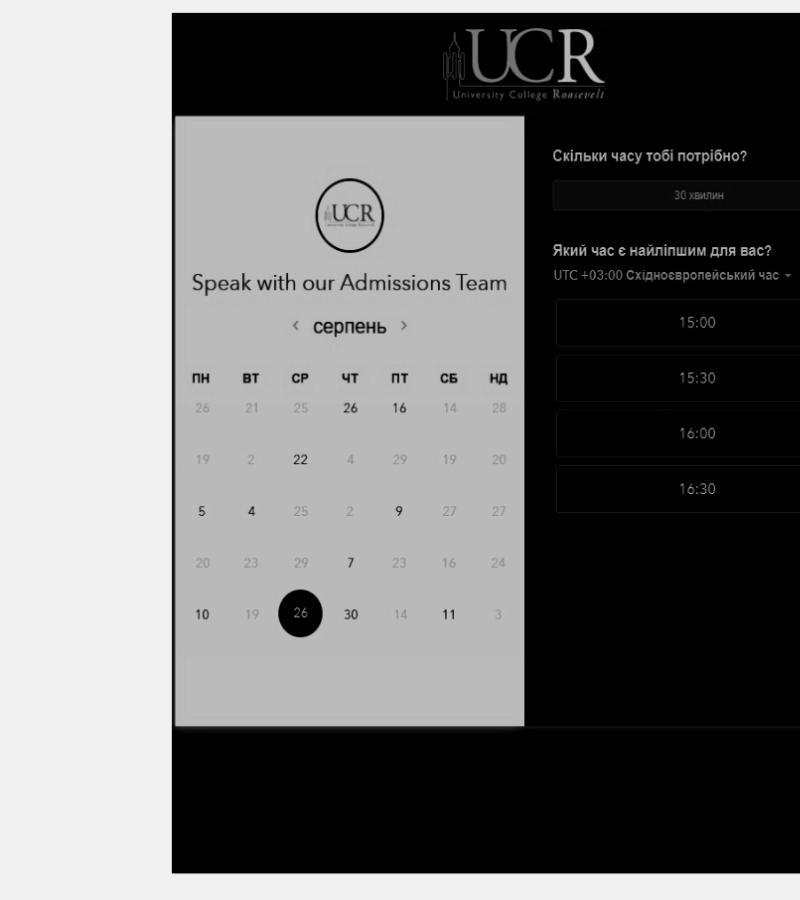 UCR
University College Roosevelt
UCR
Speak with our Admissions Team
серпень
ПН ВТ СР ЧТ ПТ СБ НД
26 21 25 26 16 14 28
19 2 22 4 29 19 20
5 4 25 2 9 27 27
20 23 29 7 23 16 24
10 19 26 30 14 11 3
Скільки часу тобі потрібно?
30 хвилин
Який час є найліпшим для вас?
UTC +03:00 Східноєвропейський час
15:00
15:30
16:00
16:30